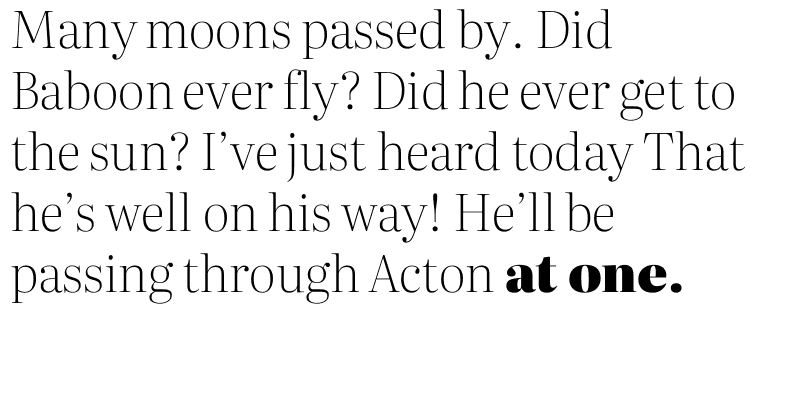 Many moons passed by. Did
Baboon ever fly? Did he ever get to
the sun? I’ve just heard today That
he’s well on his way! He’ll be
passing through Acton at one.